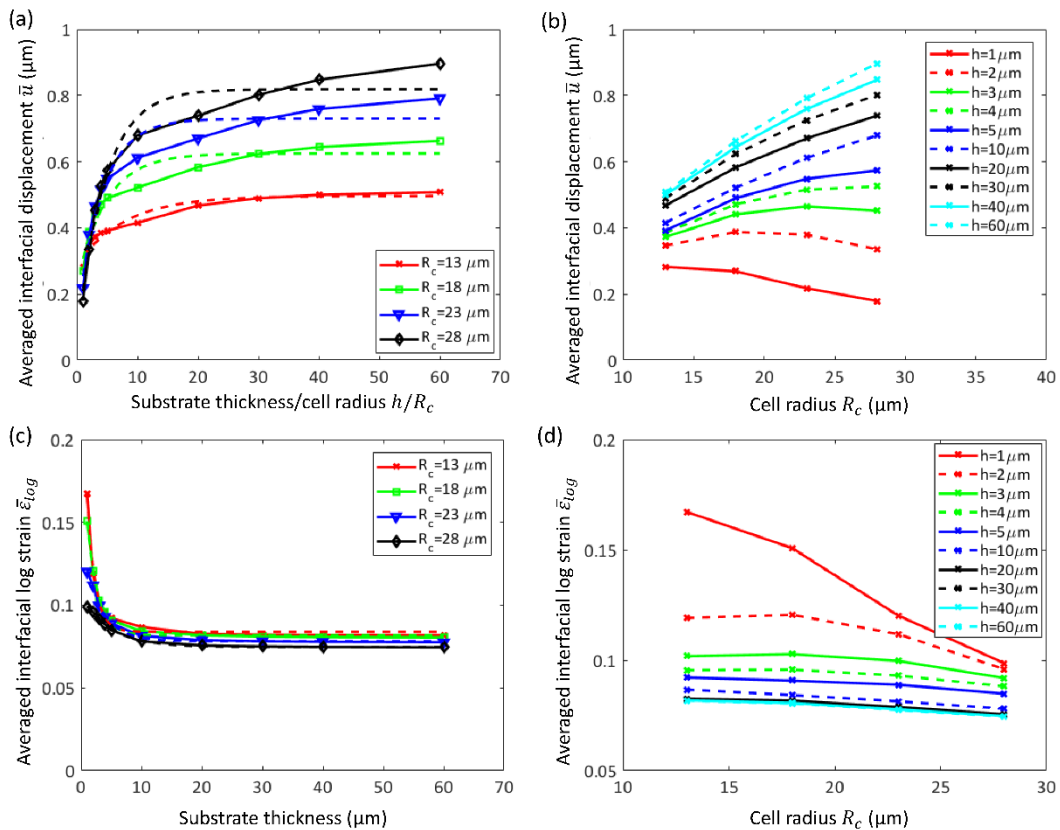 (a)
Averaged interfacial displacement ū (µm)
1
0.8
0.6
0.4
0.2
0
0 10 20 30 40 50 60 70
Substrate thickness/cell radius h/R_c
R_c=13 µm
R_c=18 µm
R_c=23 µm
R_c=28 µm
(b)
Averaged interfacial displacement ū (µm)
1
0.8
0.6
0.4
0.2
0
10 15 20 25 30 35 40
Cell radius R_c (µm)
h=1µm
h=2µm
h=3µm
h=4µm
h=5µm
h=10µm
h=20µm
h=30µm
h=40µm
h=60µm
(c)
Averaged interfacial log strain ε̄_log
0.2
0.15
0.1
0.05
0
0 10 20 30 40 50 60 70
Substrate thickness (µm)
R_c=13 µm
R_c=18 µm
R_c=23 µm
R_c=28 µm
(d)
Averaged interfacial log strain ε̄_log
0.2
0.15
0.1
0.05
10 15 20 25 30
Cell radius R_c (µm)
h=1µm
h=2µm
h=3µm
h=4µm
h=5µm
h=10µm
h=20µm
h=30µm
h=40µm
h=60µm